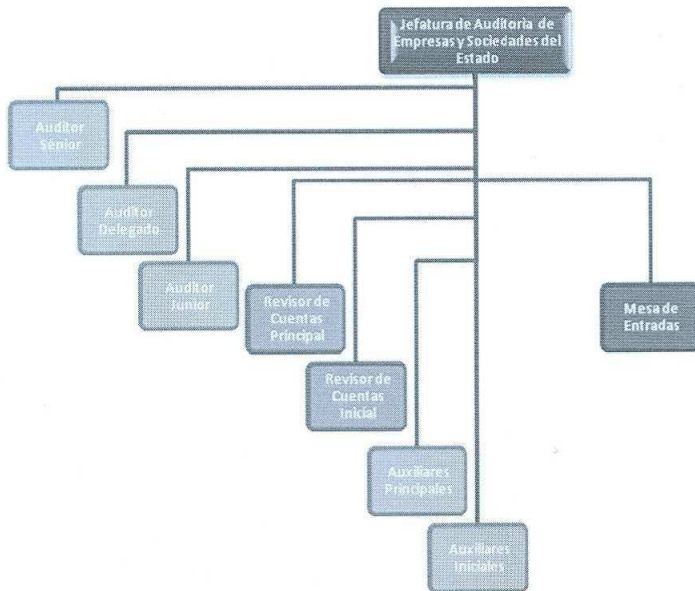 Jefatura de Auditoria de
Empresas y Sociedades del
Estado
Auditor
Sénior
Auditor
Delegado
Auditor
Junior
Revisor de
Cuentas
Principal
Mesa de
Entradas
Revisor de
Cuentas
Inicial
Auxiliares
Principales
Auxiliares
Iniciales